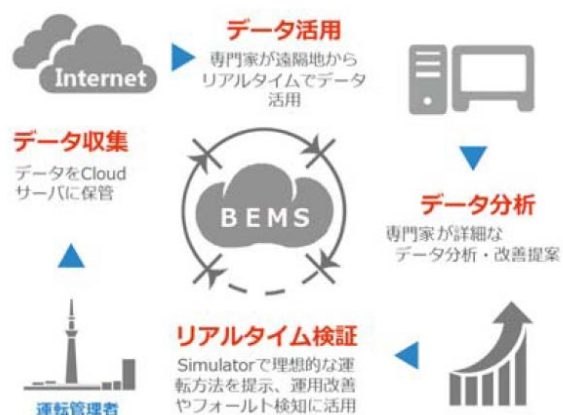 データ活用
専門家が遠隔地から
リアルタイムでデータ
活用
Internet
データ収集
データをCloud
サーバに保管
BEMS
データ分析
専門家が詳細な
データ分析・改善提案
リアルタイム検証
Simulatorで理想的な運
転方法を提示、運用改善
やフォールト検知に活用
運転管理者